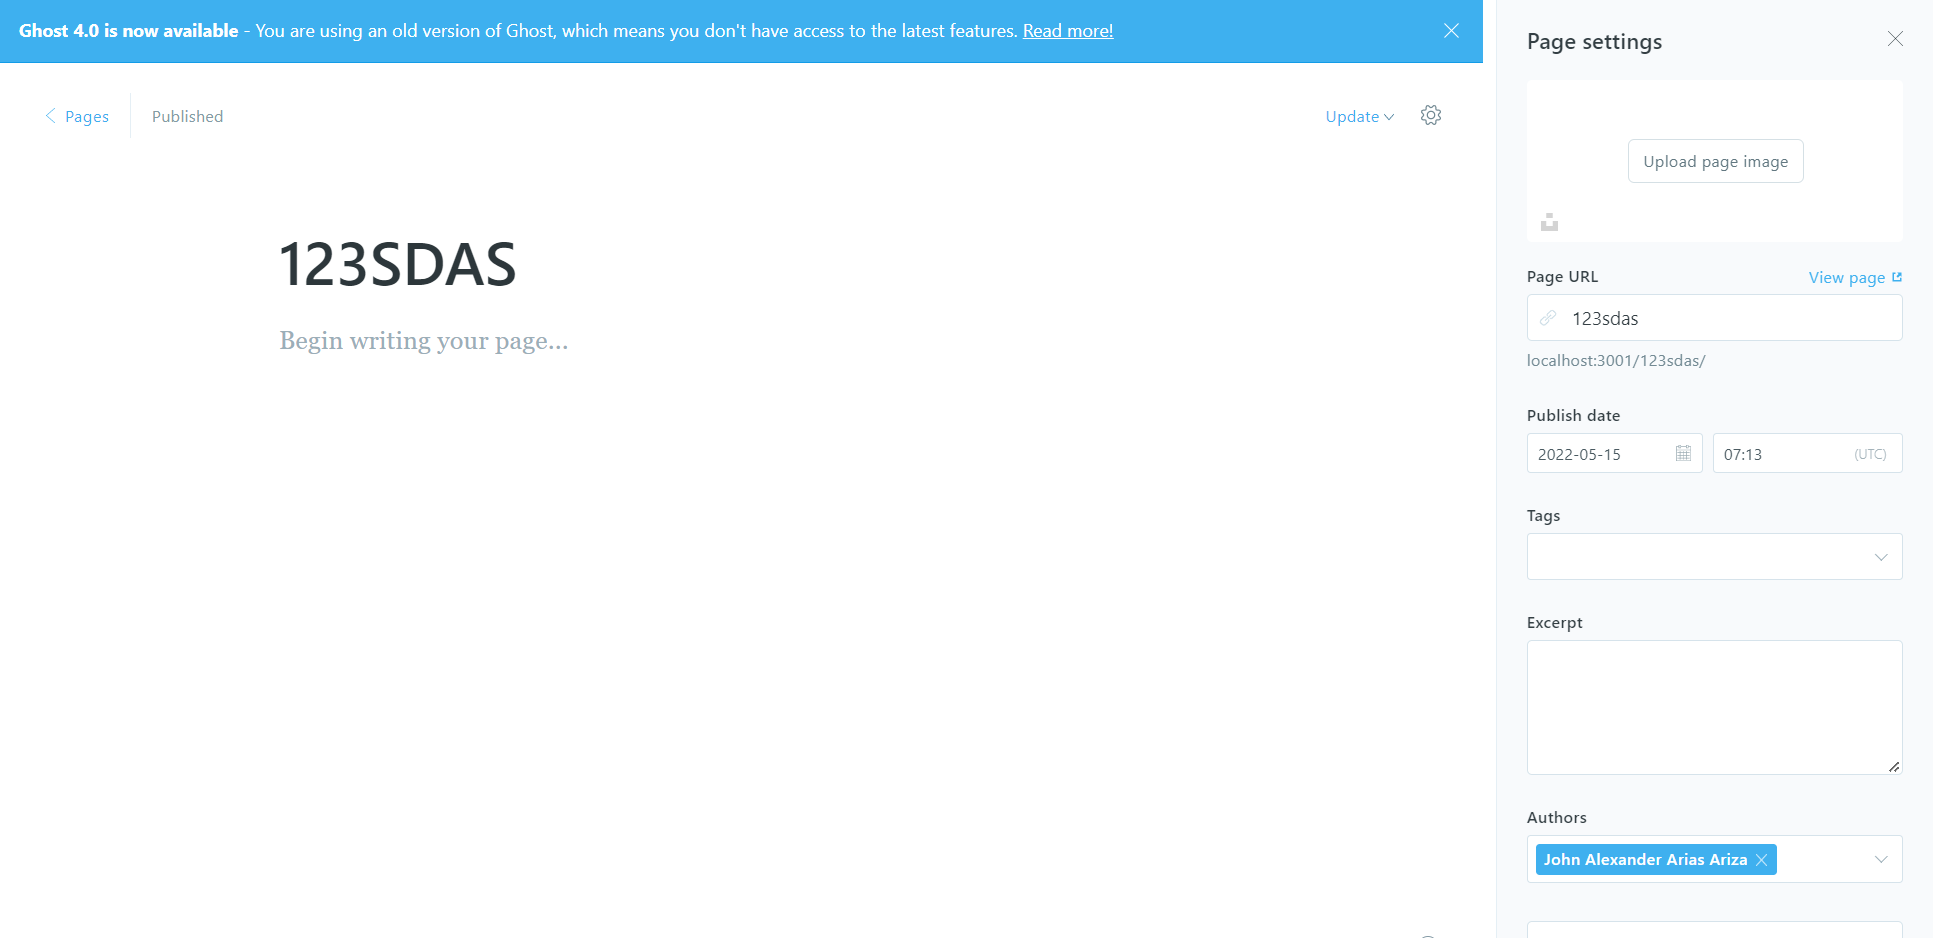 Ghost 4.0 is now available - You are using an old version of Ghost, which means you don't have access to the latest features. Read more!
Pages
Published
Update
123SDAS
Begin writing your page...
Page settings
Upload page image
Page URL
View page
123sdas
localhost:3001/123sdas/
Publish date
2022-05-15
07:13
(UTC)
Tags
Excerpt
Authors
John Alexander Arias Ariza